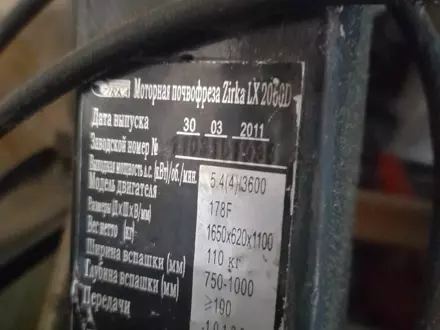 Моторная почвофреза Zirka LX 2060D
Дата выпуска 30 03 2011
Заводской номер №
Выходная мощность л.с. (кВт)/об./мин. 5.4(4)/3600
Модель двигателя 178F
Размеры (ДхШхВ)(мм) 1650x620x1100
Вес нетто (кг) 110 кг
Ширина вспашки (мм) 750-1000
Глубина вспашки (мм) ≥190
Передачи